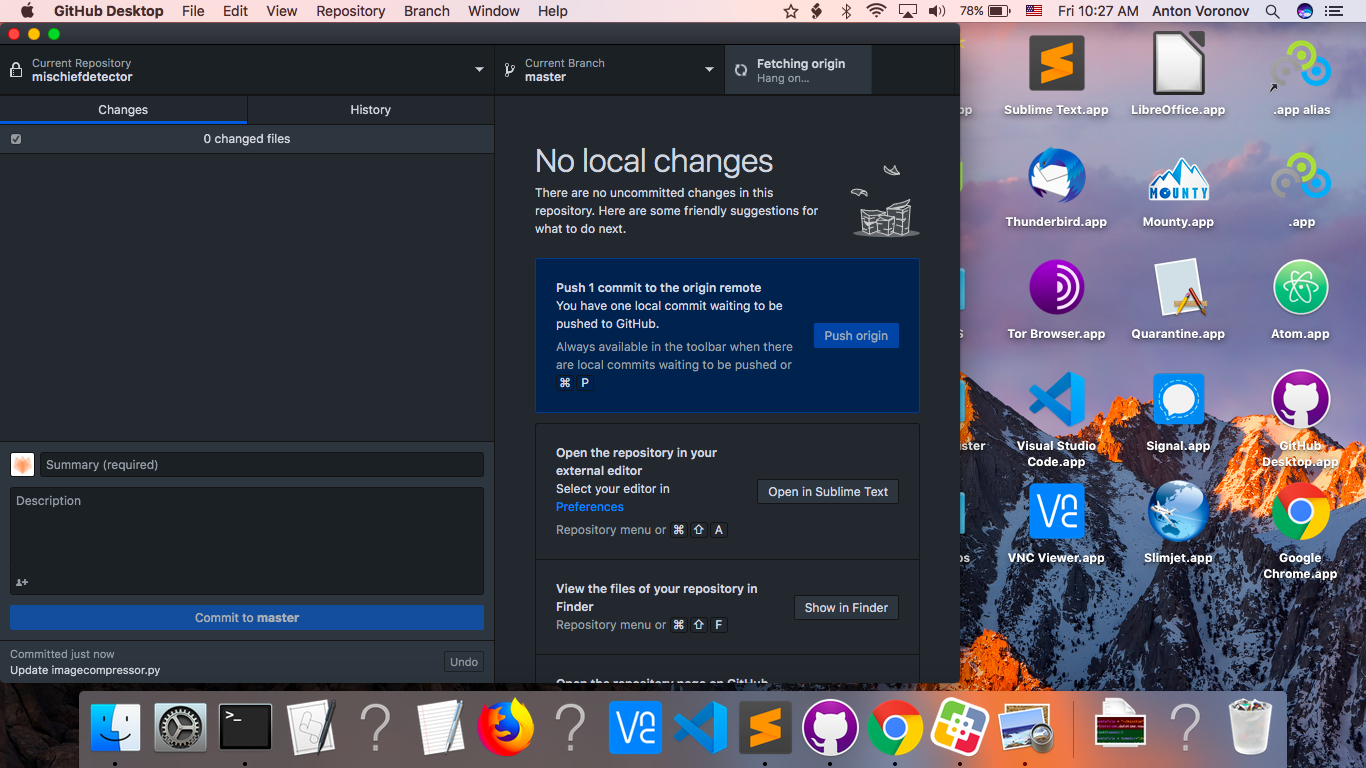 GitHub Desktop File Edit View Repository Branch Window Help
78% Fri 10:27 AM Anton Voronov
Current Repository
mischiefdetector
Current Branch
master
Fetching origin
Hang on...
Changes History
0 changed files
No local changes
There are no uncommitted changes in this
repository. Here are some friendly suggestions for
what to do next.
Push 1 commit to the origin remote
You have one local commit waiting to be
pushed to GitHub.
Always available in the toolbar when there
are local commits waiting to be pushed or
⌘ P
Push origin
Open the repository in your
external editor
Select your editor in
Preferences
Repository menu or ⌘ ⇧ A
Open in Sublime Text
View the files of your repository in
Finder
Repository menu or ⌘ ⇧ F
Show in Finder
Open the repository page on GitHub
Summary (required)
Description
Commit to master
Committed just now
Update imagecompressor.py
Undo
Sublime Text.app
LibreOffice.app
.app alias
Thunderbird.app
MOUNTY
Mounty.app
.app
Tor Browser.app
Quarantine.app
Atom.app
Visual Studio
Code.app
Signal.app
GitHub
Desktop.app
VNC Viewer.app
Slimjet.app
Google
Chrome.app